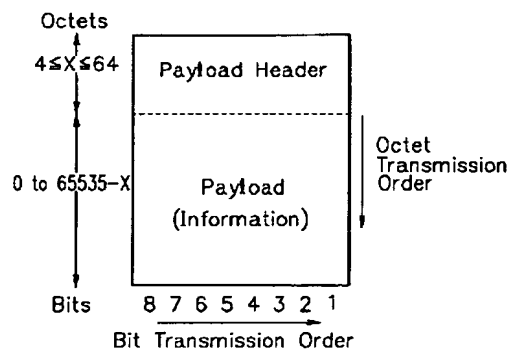 Octets
4≦X≦64
Payload Header
0 to 65535-X
Payload
(Information)
Octet
Transmission
Order
Bits
8 7 6 5 4 3 2 1
Bit Transmission Order